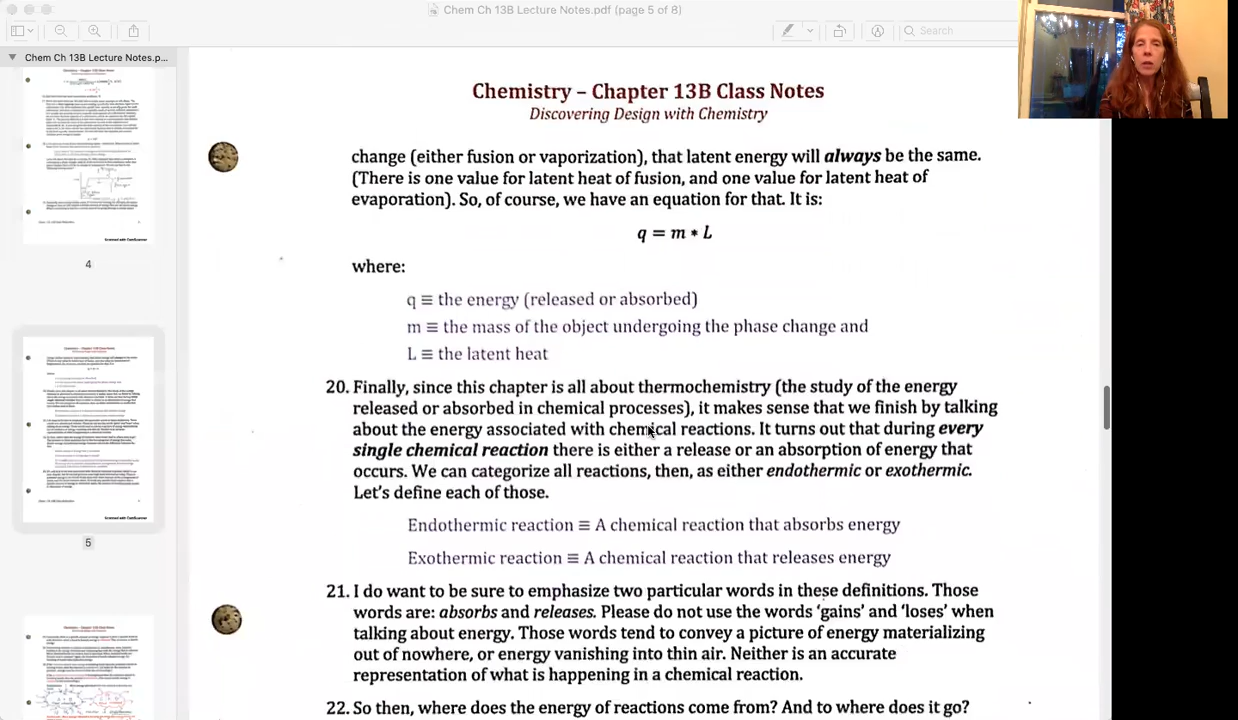 Chem Ch 13B Lecture Notes.pdf (page 5 of 8)
Search
Chem Ch 13B Lecture Notes.p...
4
5
Chemistry – Chapter 13B Class Notes
Discovering Design with Chemistry
change (either fusion or vaporization), that latent energy will always be the same.
(There is one value for latent heat of fusion, and one value for latent heat of
evaporation). So, of course, we have an equation for that. It is:
q = m * L
where:
q ≡ the energy (released or absorbed)
m ≡ the mass of the object undergoing the phase change and
L ≡ the latent heat
20. Finally, since this chapter is all about thermochemistry (the study of the energy
released or absorbed in chemical processes), it makes sense that we finish by talking
about the energy associated with chemical reactions. It turns out that during every
single chemical reaction there is either a release or an adsorption of energy that
occurs. We can categorize all reactions, then, as either endothermic or exothermic.
Let's define each of those.
Endothermic reaction ≡ A chemical reaction that absorbs energy
Exothermic reaction ≡ A chemical reaction that releases energy
21. I do want to be sure to emphasize two particular words in these definitions. Those
words are: absorbs and releases. Please do not use the words 'gains' and 'loses' when
talking about energy. Those words tend to convey a picture of energy materializing
out of nowhere, or energy vanishing into thin air. Neither is an accurate
representation of what is happening in a chemical reaction.
22. So then, where does the energy of reactions come from? And to where does it go?